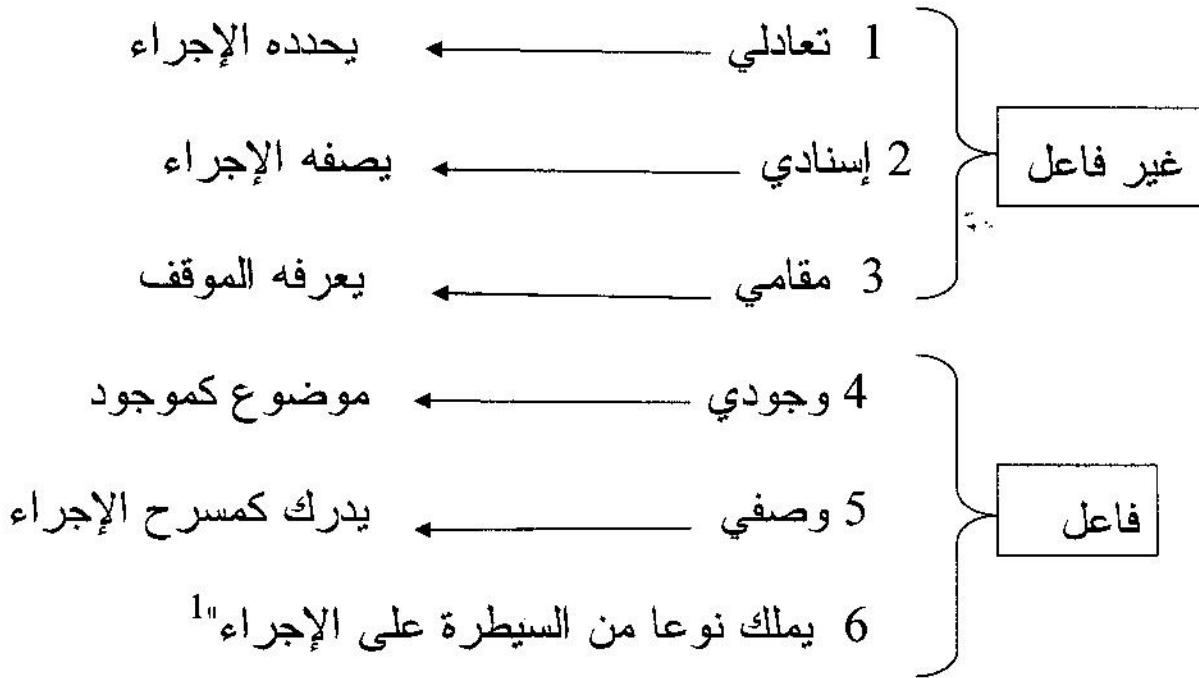 1 تعادلي ← يحدده الإجراء
2 إسنادي ← يصفه الإجراء
غير فاعل
3 مقامي ← يعرفه الموقف
4 وجودي ← موضوع كموجود
5 وصفي ← يدرك كمسرح الإجراء
فاعل
6 يملك نوعا من السيطرة على الإجراء"1